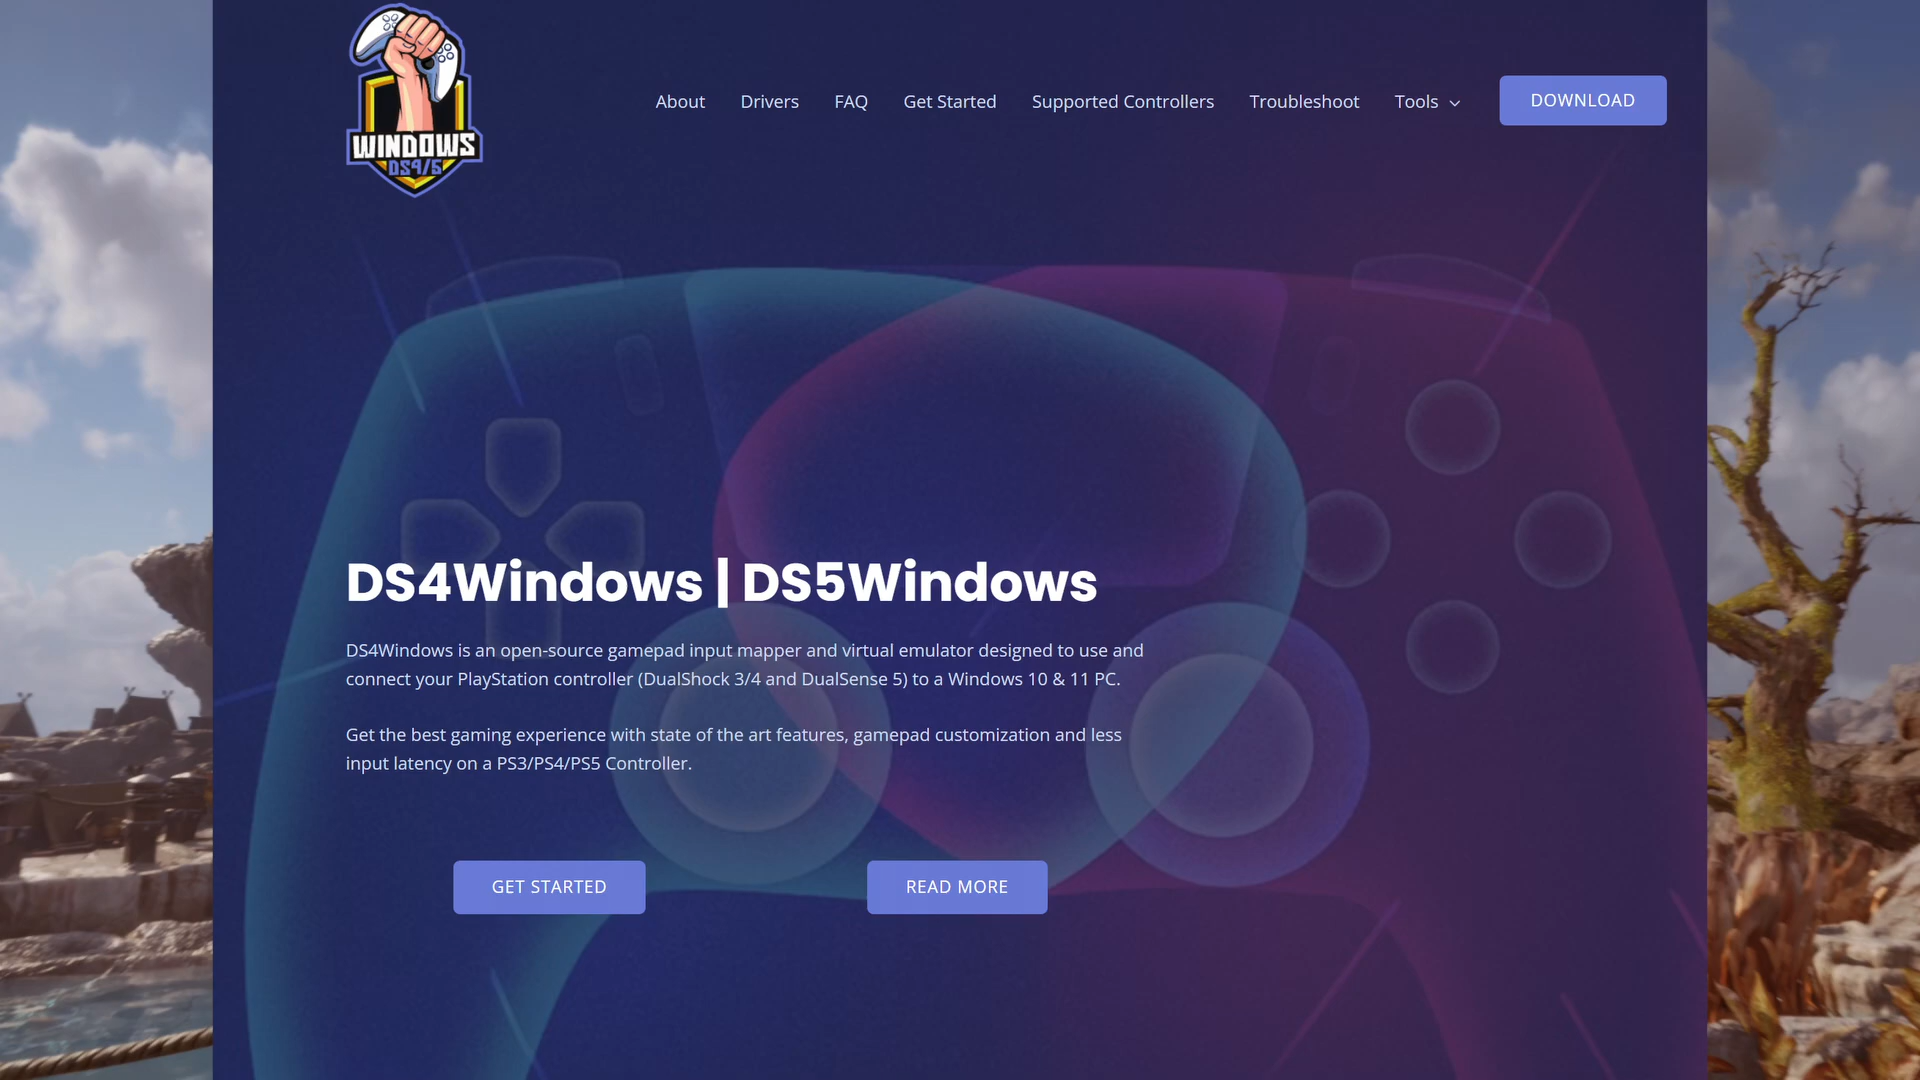 WINDOWS
DS4/5
About
Drivers
FAQ
Get Started
Supported Controllers
Troubleshoot
Tools
DOWNLOAD
DS4Windows | DS5Windows
DS4Windows is an open-source gamepad input mapper and virtual emulator designed to use and
connect your PlayStation controller (DualShock 3/4 and DualSense 5) to a Windows 10 & 11 PC.
Get the best gaming experience with state of the art features, gamepad customization and less
input latency on a PS3/PS4/PS5 Controller.
GET STARTED
READ MORE